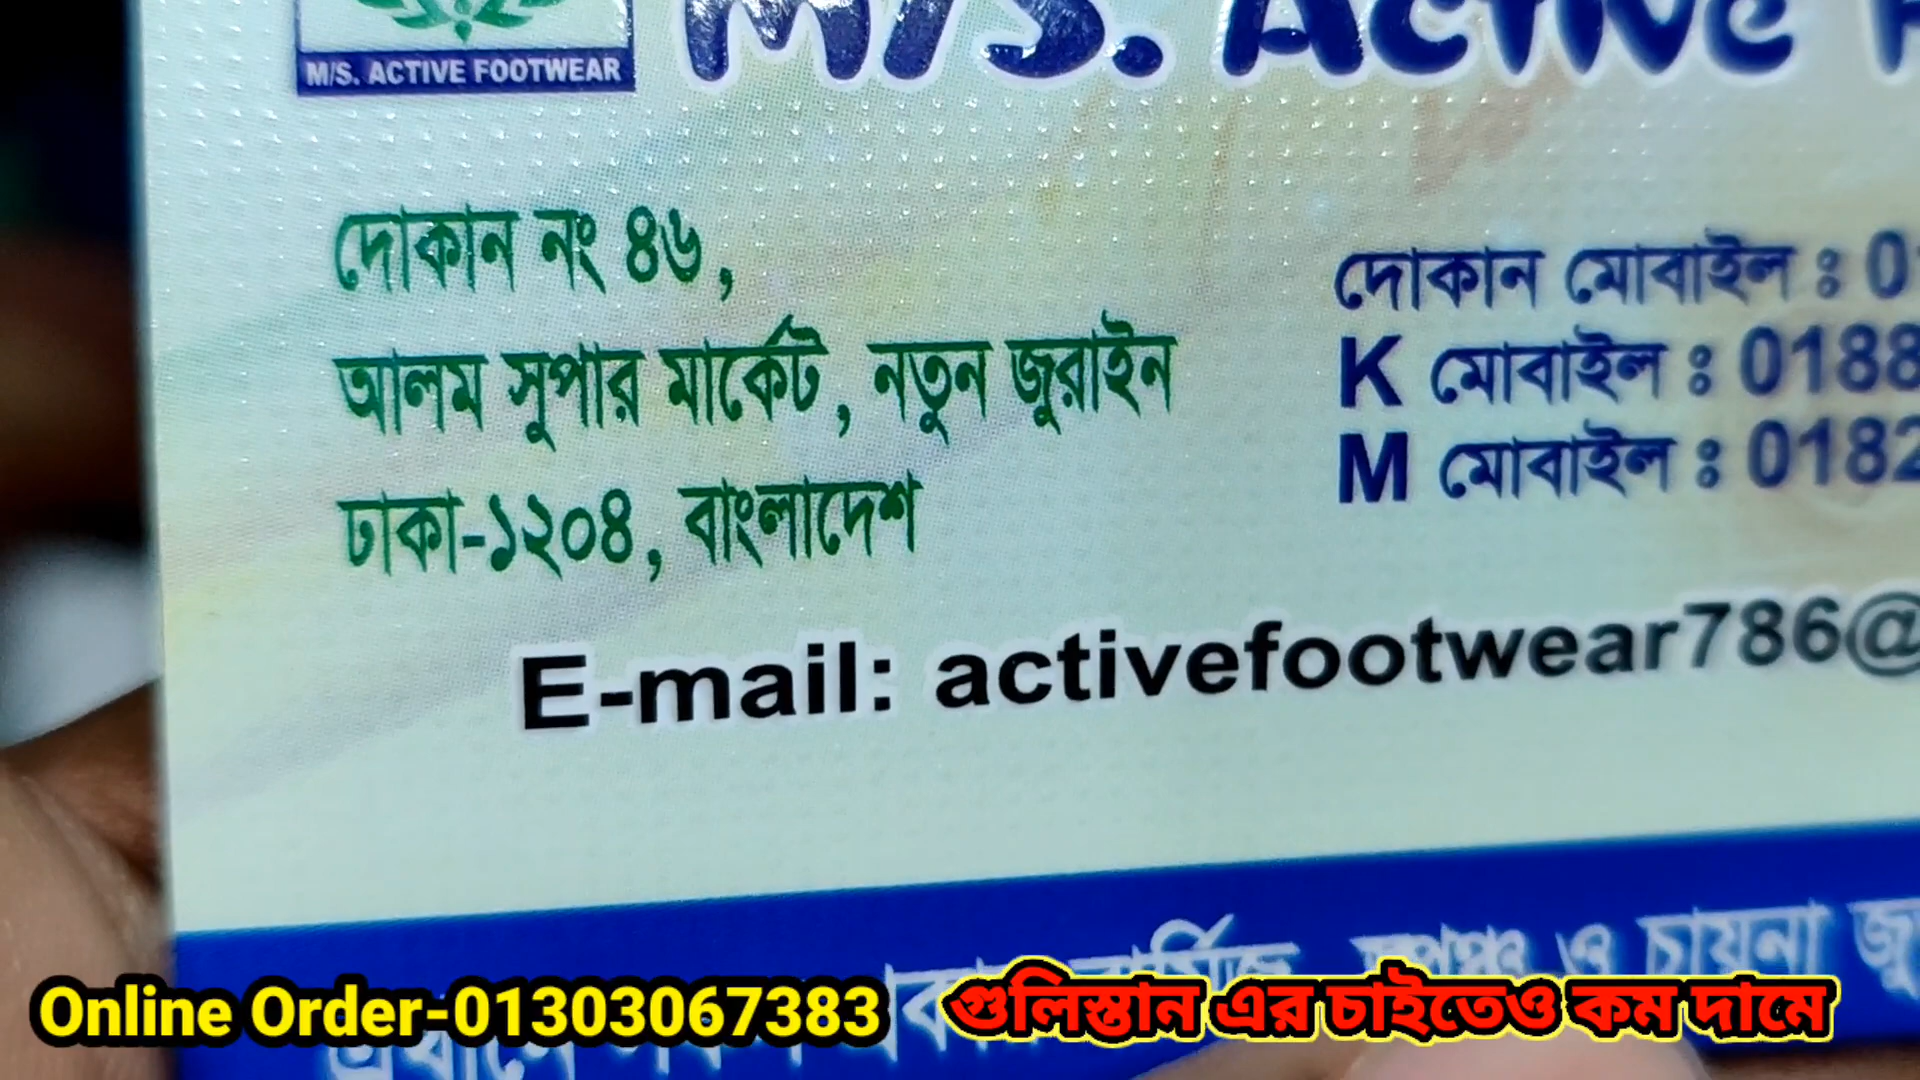 M/S. ACTIVE FOOTWEAR
M/S. Active
দোকান নং ৪৬,
আলম সুপার মার্কেট, নতুন জুরাইন
ঢাকা-১২০৪, বাংলাদেশ
দোকান মোবাইল : 0
K মোবাইল : 0188
M মোবাইল : 0182
E-mail: activefootwear786@
ও চায়না
Online Order-01303067383
গুলিস্তান এর চাইতেও কম দামে